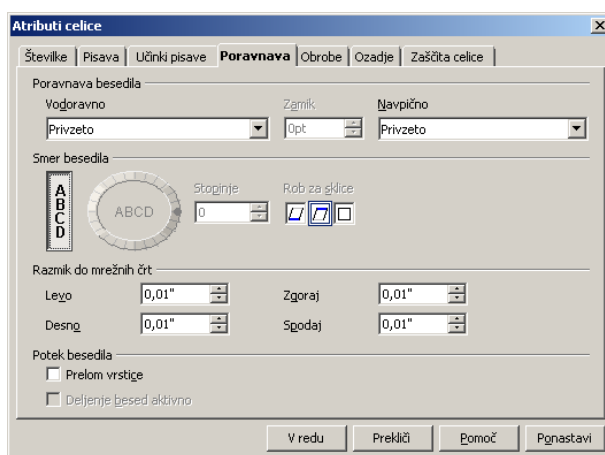 Atributi celice
Številke Pisava Učinki pisave Poravnava Obrobe Ozadje Zaščita celice
Poravnava besedila
Vodoravno Zamik Navpično
Privzeto 0pt Privzeto
Smer besedila
ABCD
ABCD
Stopinje Rob za sklice
0
Razmik do mrežnih črt
Levo 0,01" Zgoraj 0,01"
Desno 0,01" Spodaj 0,01"
Potek besedila
Prelom vrstice
Deljenje besed aktivno
V redu Prekliči Pomoč Ponastavi